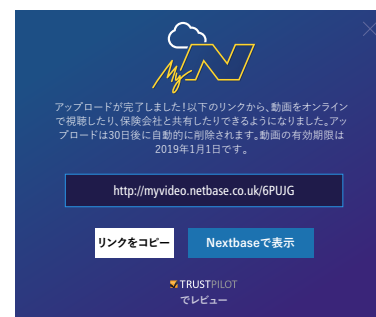 My N
アップロードが完了しました!以下のリンクから、動画をオンライン
で視聴したり、保険会社と共有したりできるようになりました。アッ
プロードは30日後に自動的に削除されます。動画の有効期限は
2019年1月1日です。
http://myvideo.netbase.co.uk/6PUJG
リンクをコピー Nextbaseで表示
TRUSTPILOT
でレビュー